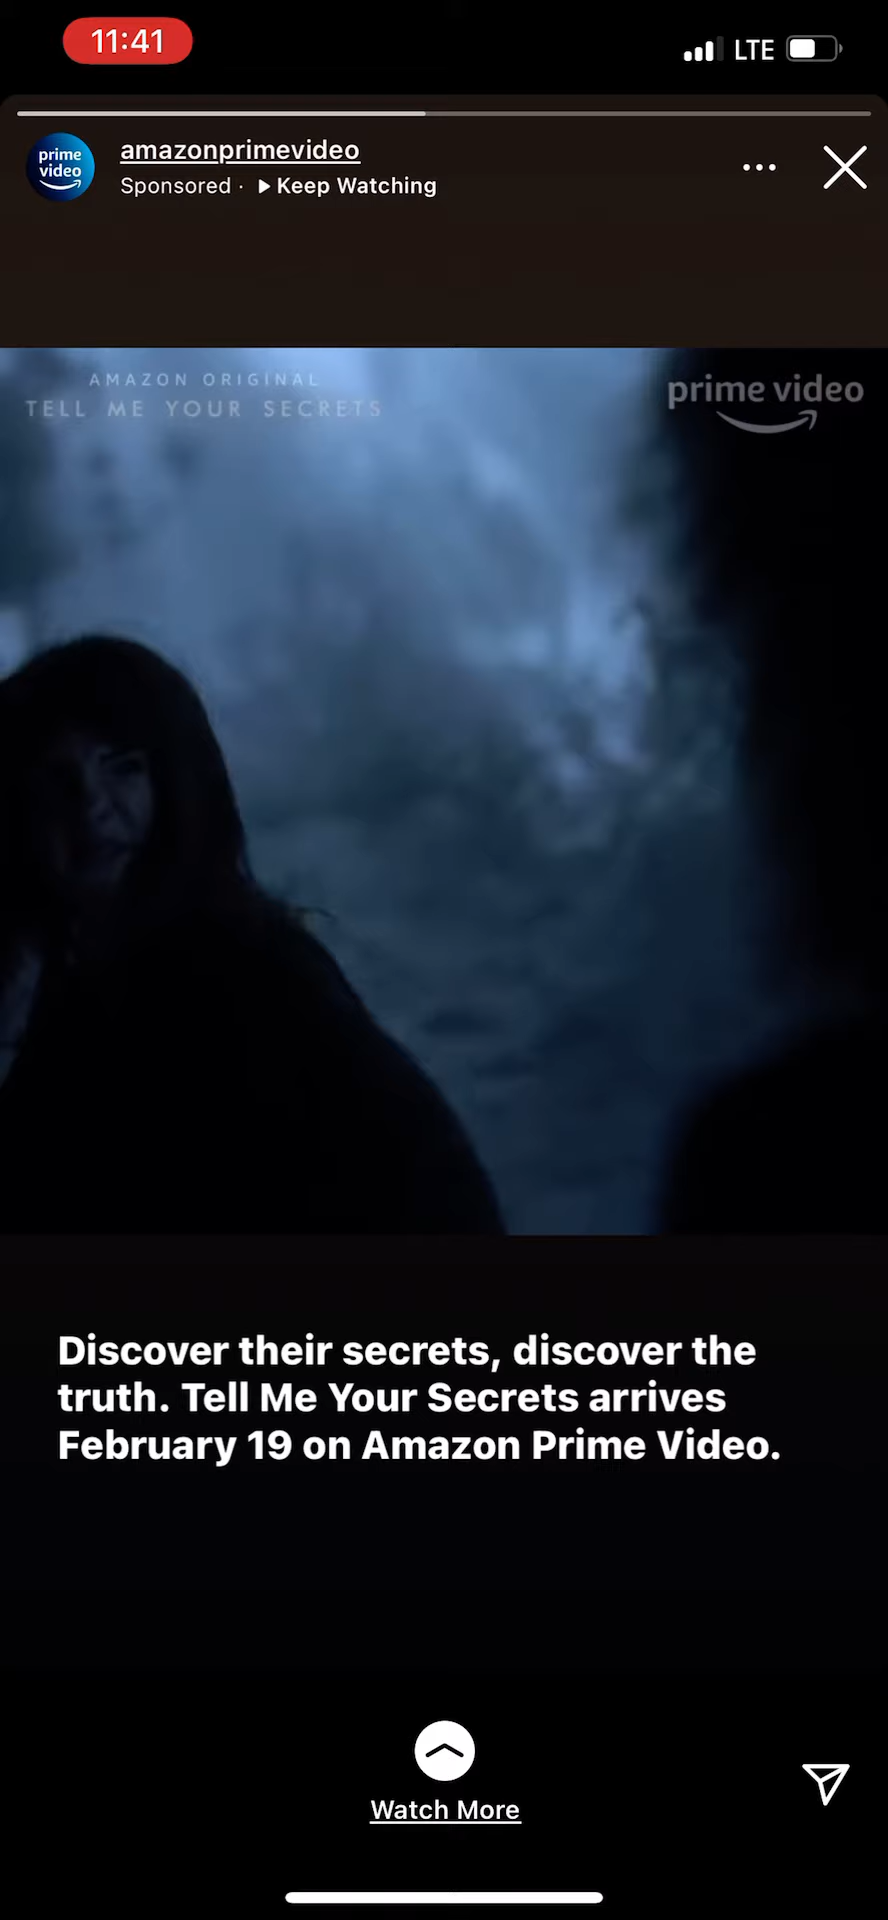 11:41
LTE
prime
video
amazonprimevideo
Sponsored · Keep Watching
AMAZON ORIGINAL
TELL ME YOUR SECRETS
prime video
Discover their secrets, discover the
truth. Tell Me Your Secrets arrives
February 19 on Amazon Prime Video.
Watch More